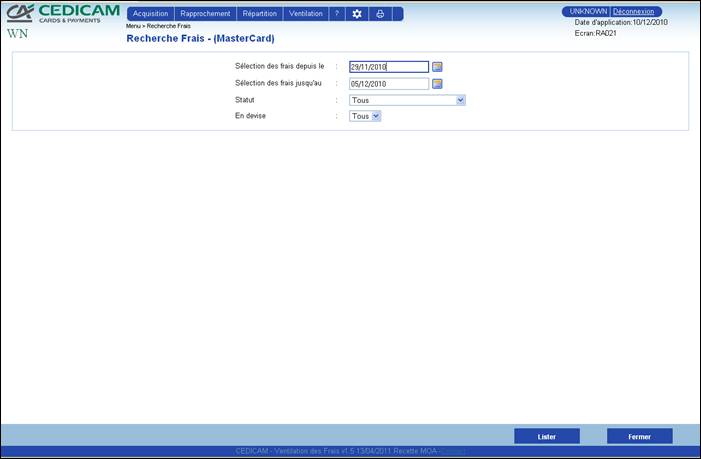 CEDICAM
CARDS & PAYMENTS
WN
Acquisition Rapprochement Répartition Ventilation ?
UNKNOWN Déconnexion
Menu > Recherche Frais
Date d'application:10/12/2010
Ecran:RA021
Recherche Frais - (MasterCard)
Sélection des frais depuis le : 29/11/2010
Sélection des frais jusqu'au : 05/12/2010
Statut : Tous
En devise : Tous
Lister Fermer
CEDICAM - Ventilation des Frais v1.5 13/04/2011 Recette MOA -